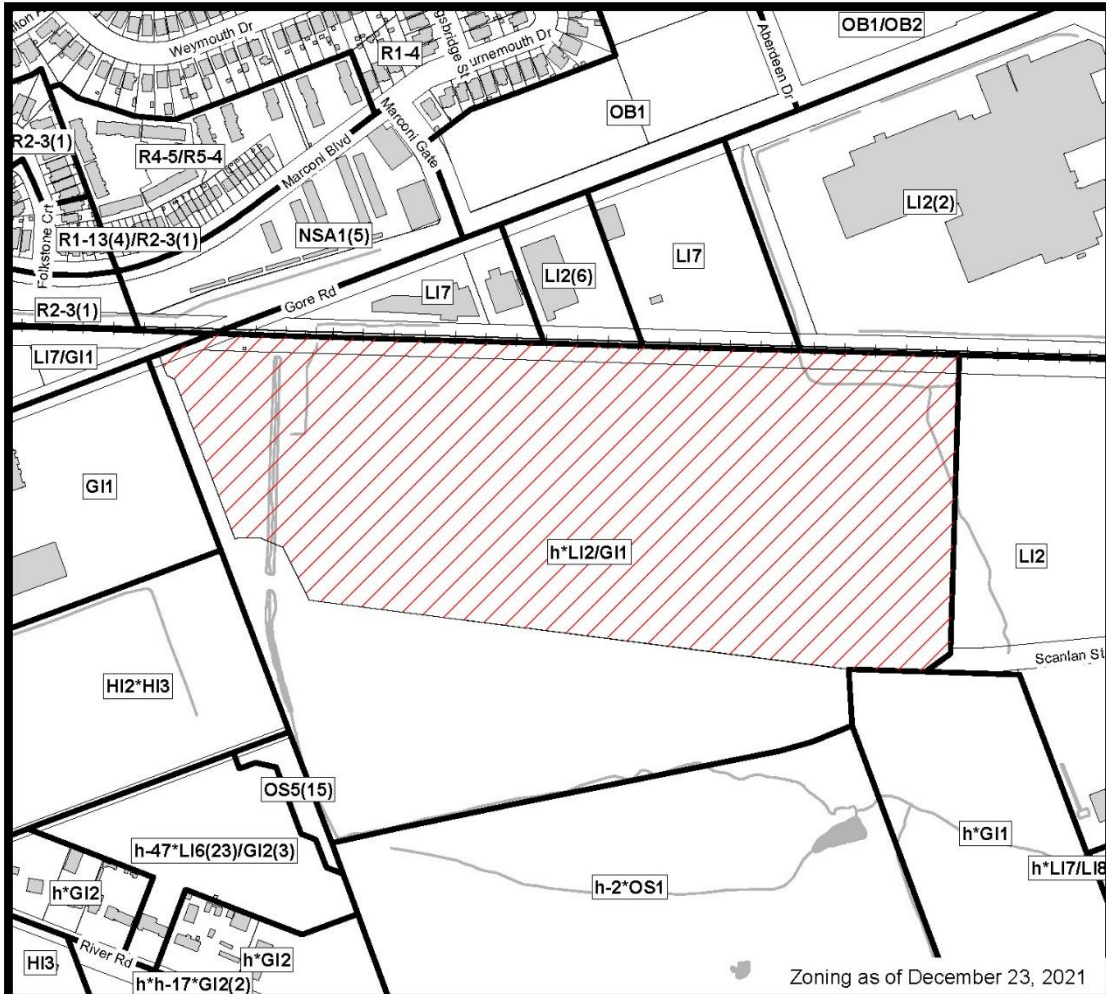 Weymouth Dr
R1-4
OB1/OB2
Aberdeen Dr
OB1
R2-3(1)
R4-5/R5-4
Marconi Blvd
Marconi Gate
LI2(2)
Folkstone Crt
R1-13(4)/R2-3(1)
NSA1(5)
LI7
LI2(6)
LI7
Gore Rd
R2-3(1)
LI7/GI1
GI1
h*LI2/GI1
LI2
Scanlan St
HI2*HI3
OS5(15)
h-47*LI6(23)/GI2(3)
h*GI1
h*GI2
h-2*OS1
h*LI7/LI8
River Rd
h*GI2
HI3
h*h-17*GI2(2)
Zoning as of December 23, 2021